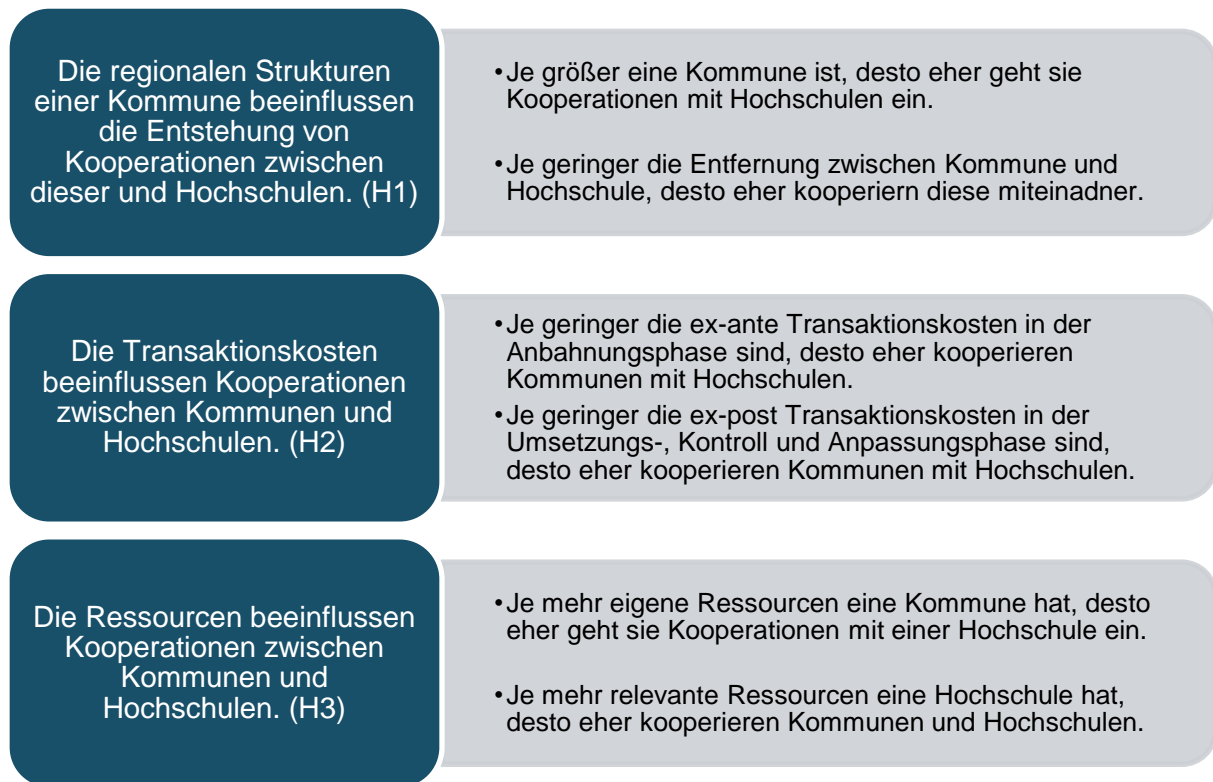 Die regionalen Strukturen
einer Kommune beeinflussen
die Entstehung von
Kooperationen zwischen
dieser und Hochschulen. (H1)
•Je größer eine Kommune ist, desto eher geht sie
Kooperationen mit Hochschulen ein.
•Je geringer die Entfernung zwischen Kommune und
Hochschule, desto eher kooperiern diese miteinadner.
Die Transaktionskosten
beeinflussen Kooperationen
zwischen Kommunen und
Hochschulen. (H2)
•Je geringer die ex-ante Transaktionskosten in der
Anbahnungsphase sind, desto eher kooperieren
Kommunen mit Hochschulen.
•Je geringer die ex-post Transaktionskosten in der
Umsetzungs-, Kontroll und Anpassungsphase sind,
desto eher kooperieren Kommunen mit Hochschulen.
Die Ressourcen beeinflussen
Kooperationen zwischen
Kommunen und
Hochschulen. (H3)
•Je mehr eigene Ressourcen eine Kommune hat, desto
eher geht sie Kooperationen mit einer Hochschule ein.
•Je mehr relevante Ressourcen eine Hochschule hat,
desto eher kooperieren Kommunen und Hochschulen.